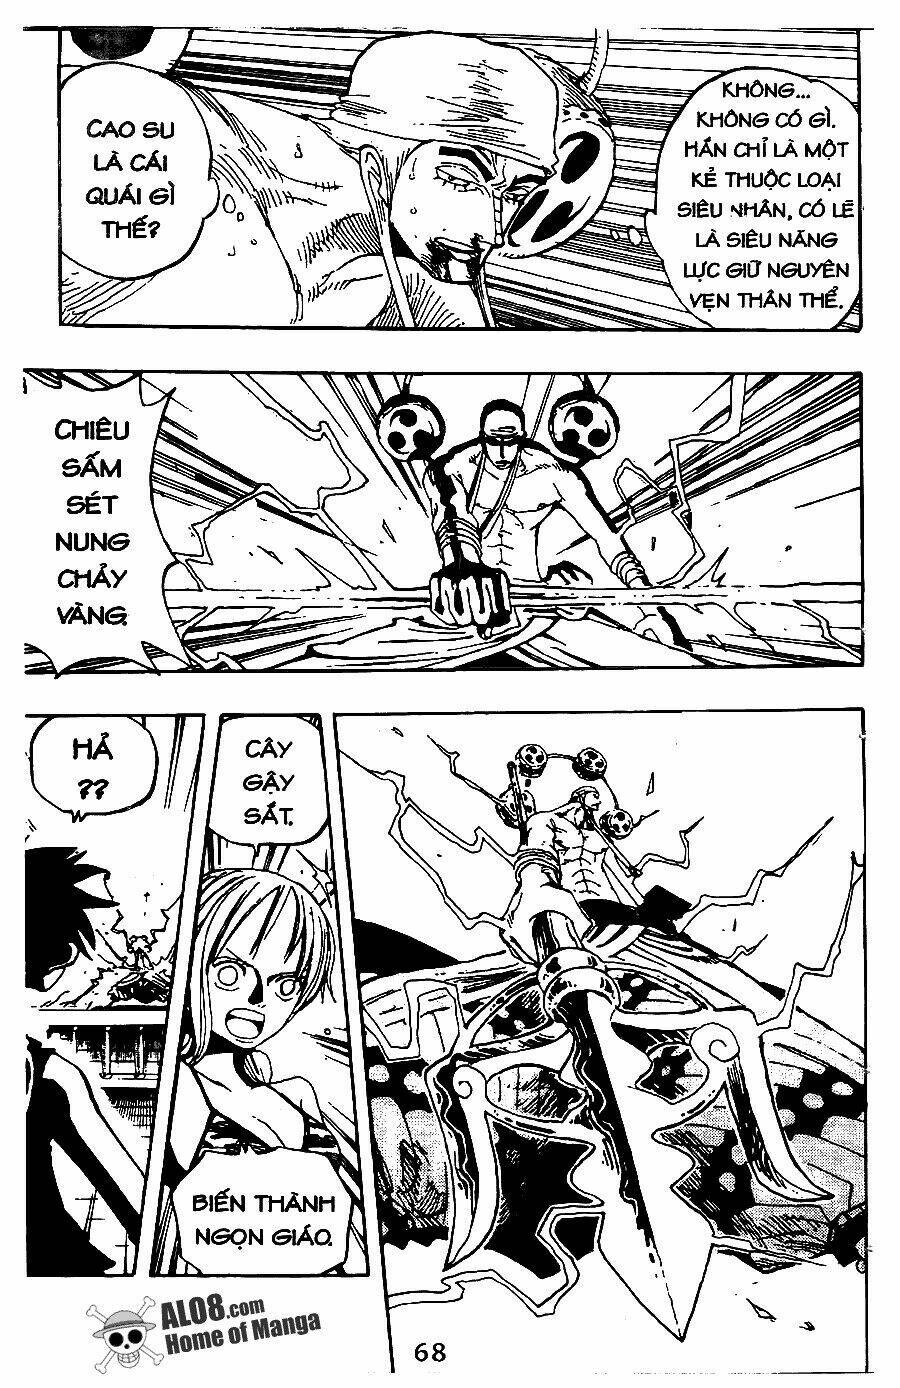 KHÔNG...
KHÔNG CÓ GÌ.
HẮN CHỈ LÀ MỘT
KẺ THUỘC LOẠI
SIÊU NHÂN, CÓ LẼ
LÀ SIÊU NĂNG
LỰC GIỮ NGUYÊN
VẸN THÂN THỂ.
CAO SU
LÀ CÁI
QUÁI GÌ
THẾ?
CHIÊU
SẤM
SÉT
NUNG
CHẢY
VÀNG.
HẢ
??
CÂY
GẬY
SẮT.
BIẾN THÀNH
NGỌN GIÁO.
AL08.com
Home of Manga
68